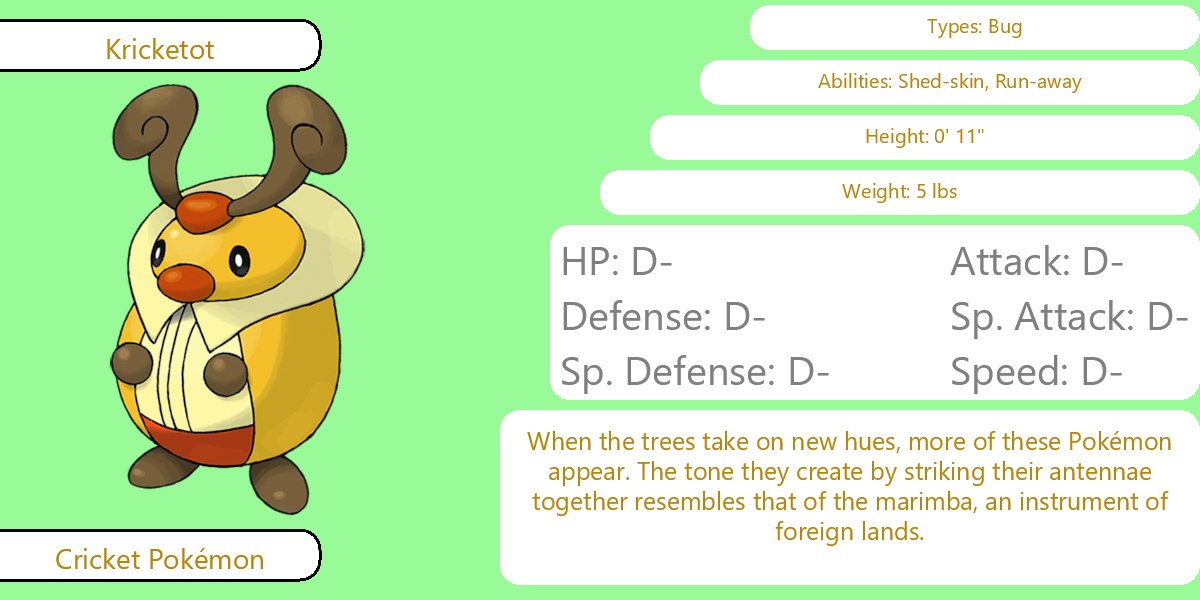 Kricketot
Types: Bug
Abilities: Shed-skin, Run-away
Height: 0' 11"
Weight: 5 lbs
HP: D-
Attack: D-
Defense: D-
Sp. Attack: D-
Sp. Defense: D-
Speed: D-
When the trees take on new hues, more of these Pokémon
appear. The tone they create by striking their antennae
together resembles that of the marimba, an instrument of
foreign lands.
Cricket Pokémon